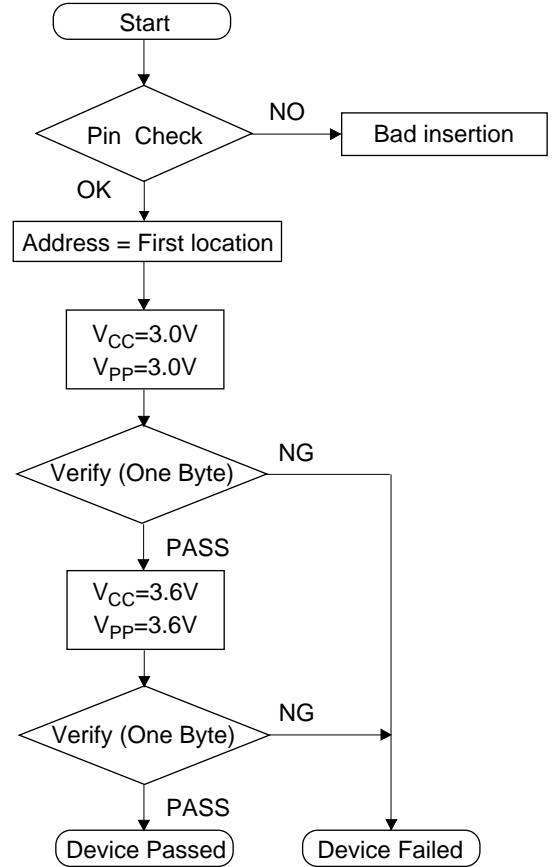 Start
Pin Check
NO
Bad insertion
OK
Address = First location
VCC=3.0V
VPP=3.0V
Verify (One Byte)
NG
PASS
VCC=3.6V
VPP=3.6V
Verify (One Byte)
NG
PASS
Device Passed
Device Failed